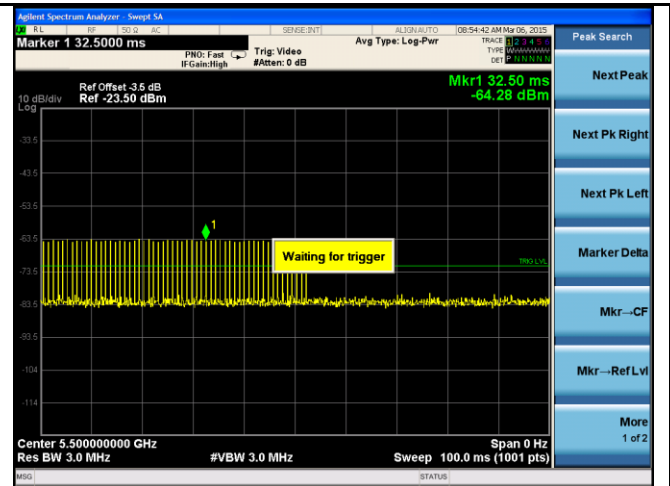 Agilent Spectrum Analyzer - Swept SA
RL RF 50 Ω AC SENSE:INT ALIGNAUTO 08:54:42 AM Mar 06, 2015
Marker 1 32.5000 ms
PNO: Fast
IFGain:High
Trig: Video
#Atten: 0 dB
Avg Type: Log-Pwr
TRACE 1 2 3 4 5 6
TYPE
DET P N N N N N
Ref Offset -3.5 dB
10 dB/div Ref -23.50 dBm
Log
Mkr1 32.50 ms
-64.28 dBm
-33.5
-43.5
-53.5
1
-63.5
Waiting for trigger
TRIG LVL
-73.5
-83.5
-93.5
-104
-114
Center 5.500000000 GHz Span 0 Hz
Res BW 3.0 MHz #VBW 3.0 MHz Sweep 100.0 ms (1001 pts)
MSG STATUS
Peak Search
Next Peak
Next Pk Right
Next Pk Left
Marker Delta
Mkr→CF
Mkr→Ref Lvl
More
1 of 2